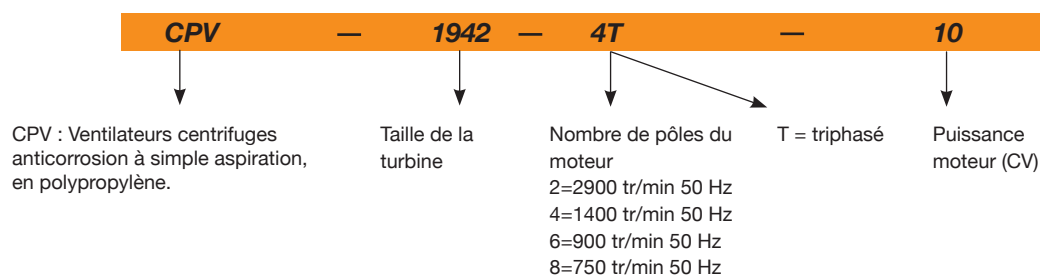 CPV — 1942 — 4T — 10
CPV : Ventilateurs centrifuges
anticorrosion à simple aspiration,
en polypropylène.
Taille de la
turbine
Nombre de pôles du
moteur
2=2900 tr/min 50 Hz
4=1400 tr/min 50 Hz
6=900 tr/min 50 Hz
8=750 tr/min 50 Hz
T = triphasé
Puissance
moteur (CV)